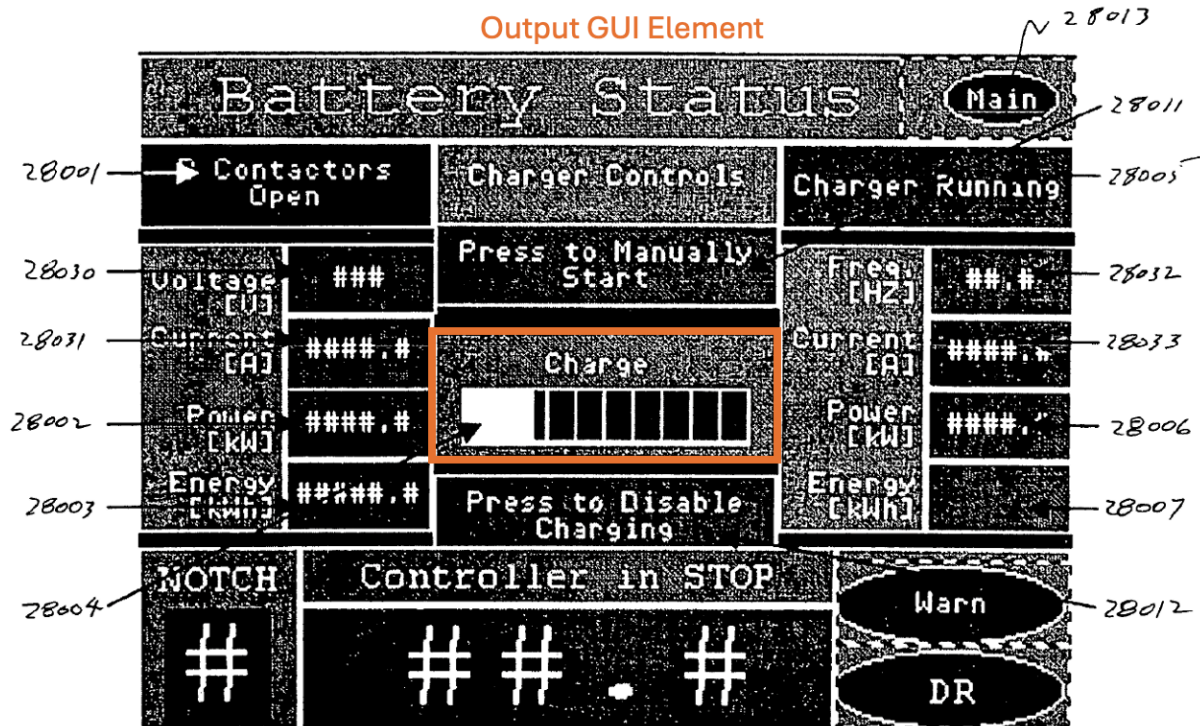 Output GUI Element
28013
Battery Status
Main
28011
28001
Contactors
Open
Charger Controls
Charger Running
28005
Press to Manually
Start
28030
Voltage
[V]
###
Freq.
[HZ]
##.#
28032
28031
Current
[A]
####.#
Charge
Current
[A]
####.#
28033
28002
Power
[kW]
####.#
Power
[kW]
####.#
28006
28003
Energy
[kWh]
#####.#
Press to Disable
Charging
Energy
[kWh]
28007
28004
NOTCH
Controller in STOP
Warn
28012
#
##.#
DR